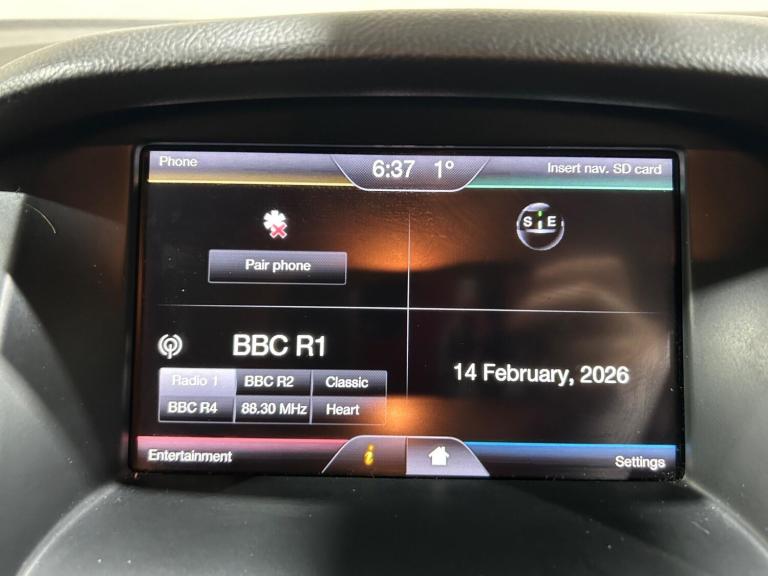 Phone
6:37 1°
Insert nav. SD card
S E
Pair phone
BBC R1
Radio 1 BBC R2 Classic
BBC R4 88.30 MHz Heart
14 February, 2026
Entertainment
i
Settings